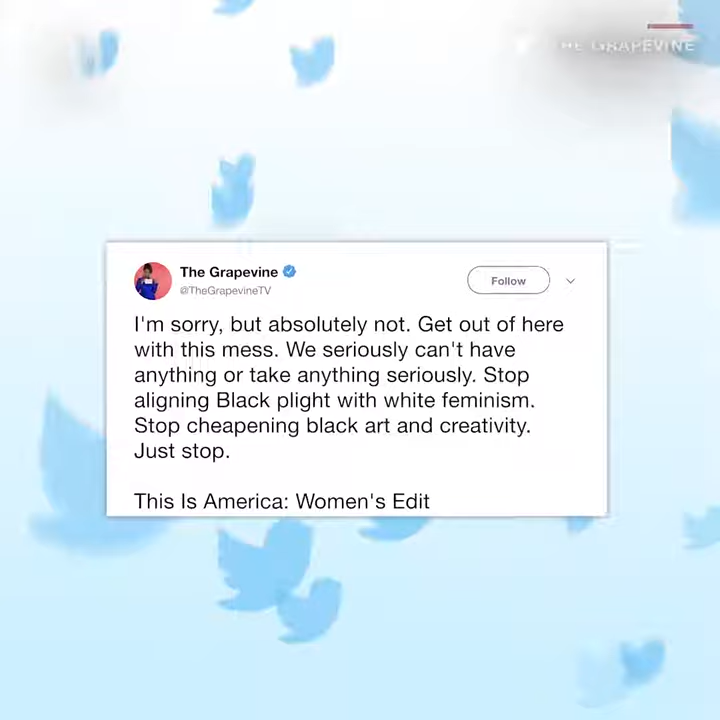 THE GRAPEVINE
The Grapevine
@TheGrapevineTV
Follow
I'm sorry, but absolutely not. Get out of here
with this mess. We seriously can't have
anything or take anything seriously. Stop
aligning Black plight with white feminism.
Stop cheapening black art and creativity.
Just stop.
This Is America: Women's Edit